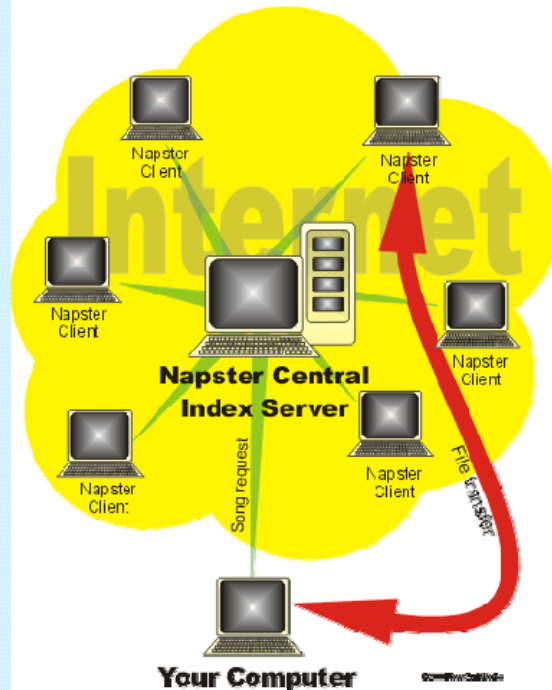 Internet
Napster
Client
Napster
Client
Napster
Client
Napster
Client
Napster Central
Index Server
Napster
Client
Napster
Client
Song request
File transfer
Your Computer